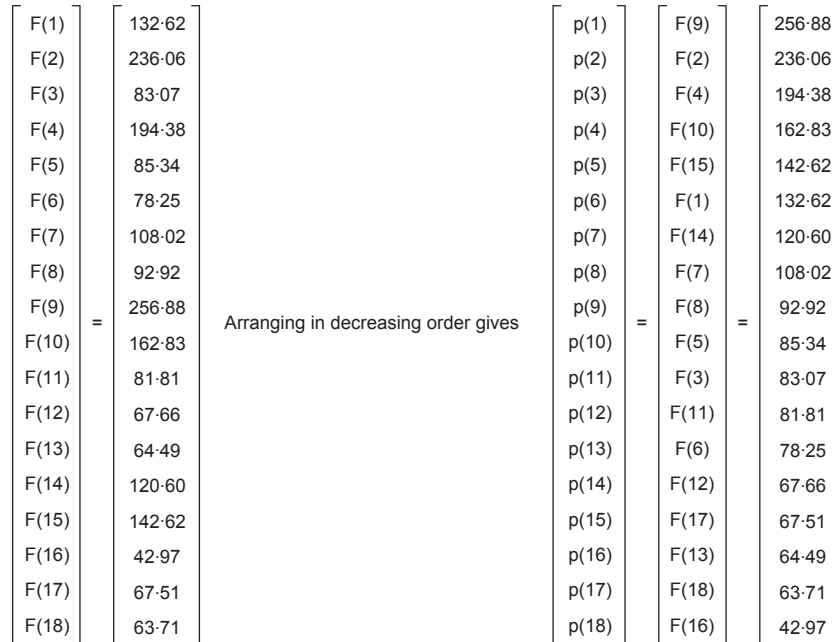 F(1) 132·62 p(1) F(9) 256·88
F(2) 236·06 p(2) F(2) 236·06
F(3) 83·07 p(3) F(4) 194·38
F(4) 194·38 p(4) F(10) 162·83
F(5) 85·34 p(5) F(15) 142·62
F(6) 78·25 p(6) F(1) 132·62
F(7) 108·02 p(7) F(14) 120·60
F(8) 92·92 p(8) F(7) 108·02
F(9) 256·88 p(9) F(8) 92·92
= Arranging in decreasing order gives = =
F(10) 162·83 p(10) F(5) 85·34
F(11) 81·81 p(11) F(3) 83·07
F(12) 67·66 p(12) F(11) 81·81
F(13) 64·49 p(13) F(6) 78·25
F(14) 120·60 p(14) F(12) 67·66
F(15) 142·62 p(15) F(17) 67·51
F(16) 42·97 p(16) F(13) 64·49
F(17) 67·51 p(17) F(18) 63·71
F(18) 63·71 p(18) F(16) 42·97